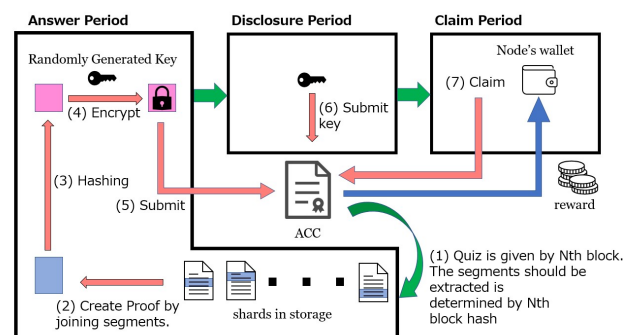 Answer Period
Disclosure Period
Claim Period
Randomly Generated Key
Node's wallet
(4) Encrypt
(6) Submit
key
(7) Claim
(3) Hashing
(5) Submit
ACC
reward
(1) Quiz is given by Nth block.
The segments should be
extracted is
determined by Nth
block hash
(2) Create Proof by
joining segments.
shards in storage